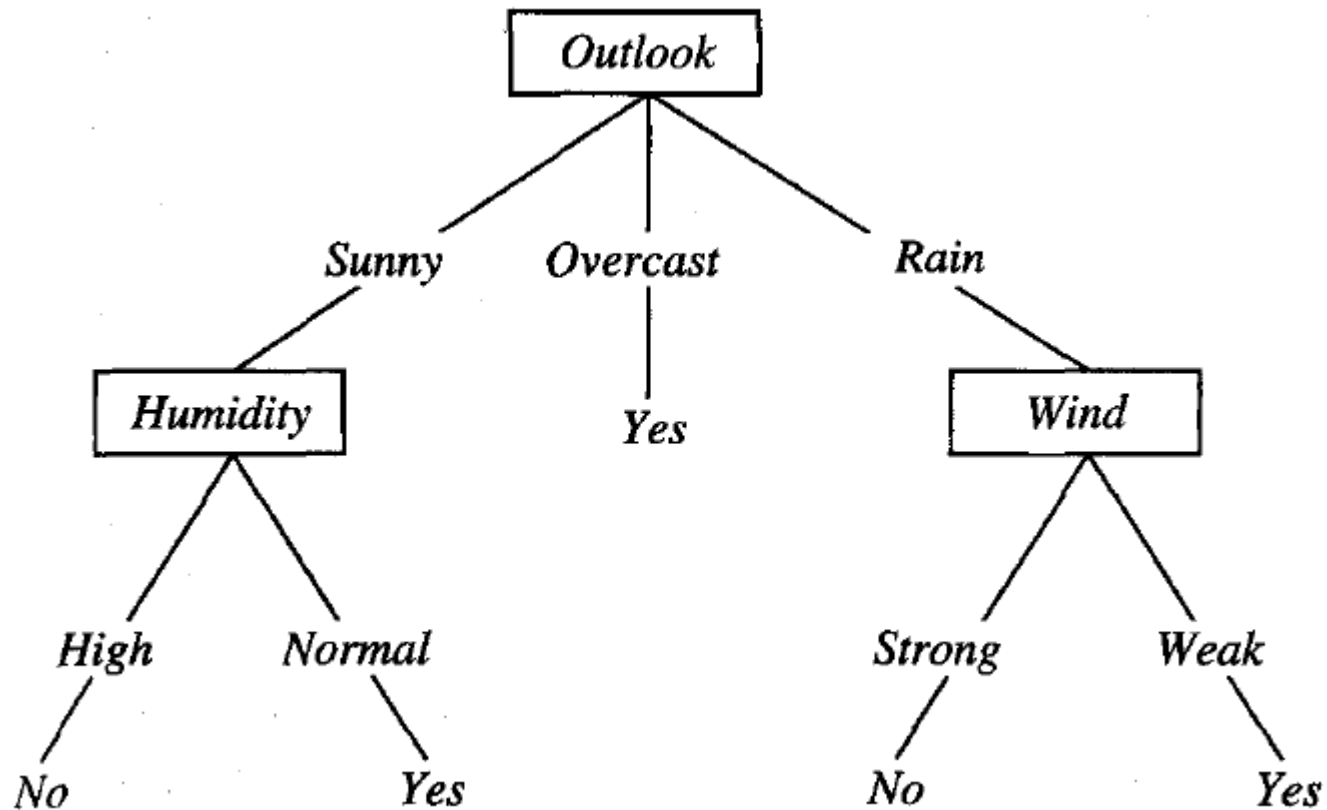 Outlook
Sunny Overcast Rain
Humidity Yes Wind
High Normal Strong Weak
No Yes No Yes